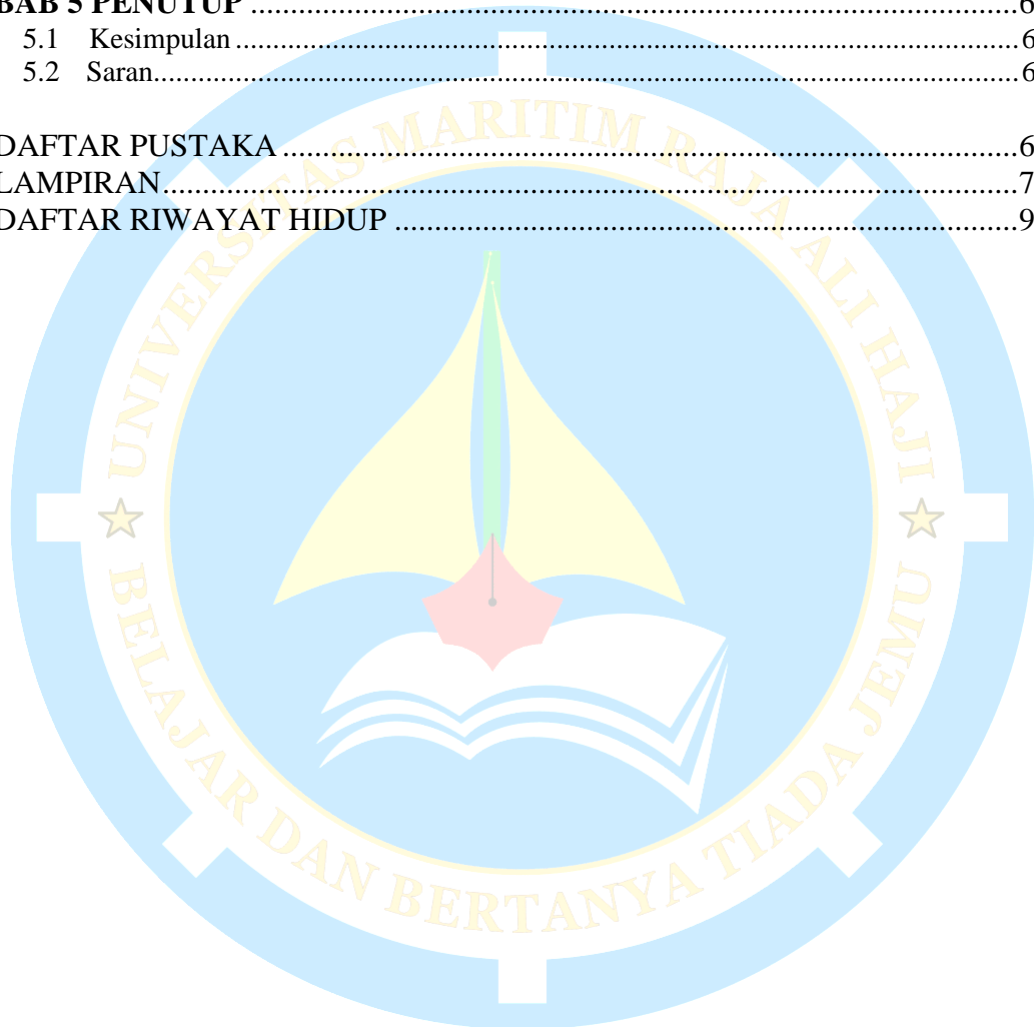 BAB 5 PENUTUP ........................................................................................................6
5.1 Kesimpulan ........................................................................................................6
5.2 Saran........................................................................................................6
DAFTAR PUSTAKA ........................................................................................................6
LAMPIRAN........................................................................................................7
DAFTAR RIWAYAT HIDUP ........................................................................................................9
UNIVERSITAS MARITIM RAJA ALI HAJI
BELAJAR DAN BERTANYA TIADA JEMU